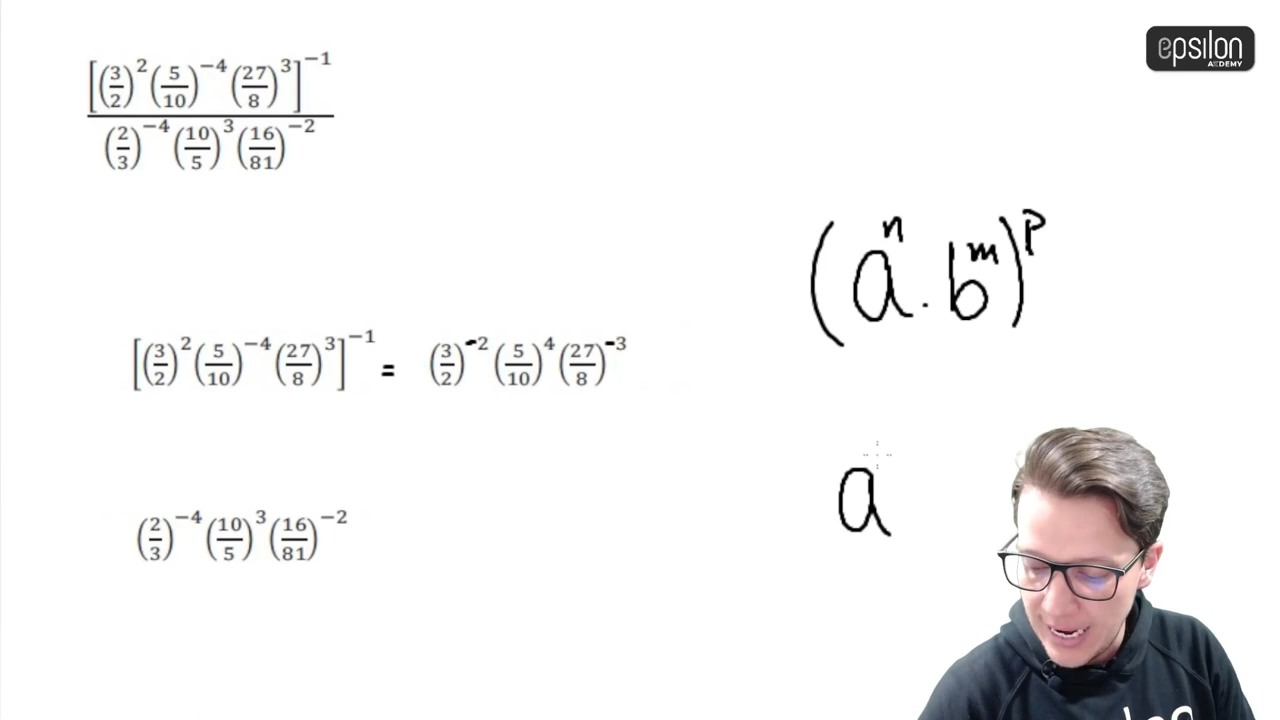 epsilon
AKDEMY
[(3/2)^2 (5/10)^−4 (27/8)^3]^−1
(2/3)^−4 (10/5)^3 (16/81)^−2
(a^n . b^m)^p
[(3/2)^2 (5/10)^−4 (27/8)^3]^−1 = (3/2)^-2 (5/10)^4 (27/8)^-3
a
(2/3)^−4 (10/5)^3 (16/81)^−2